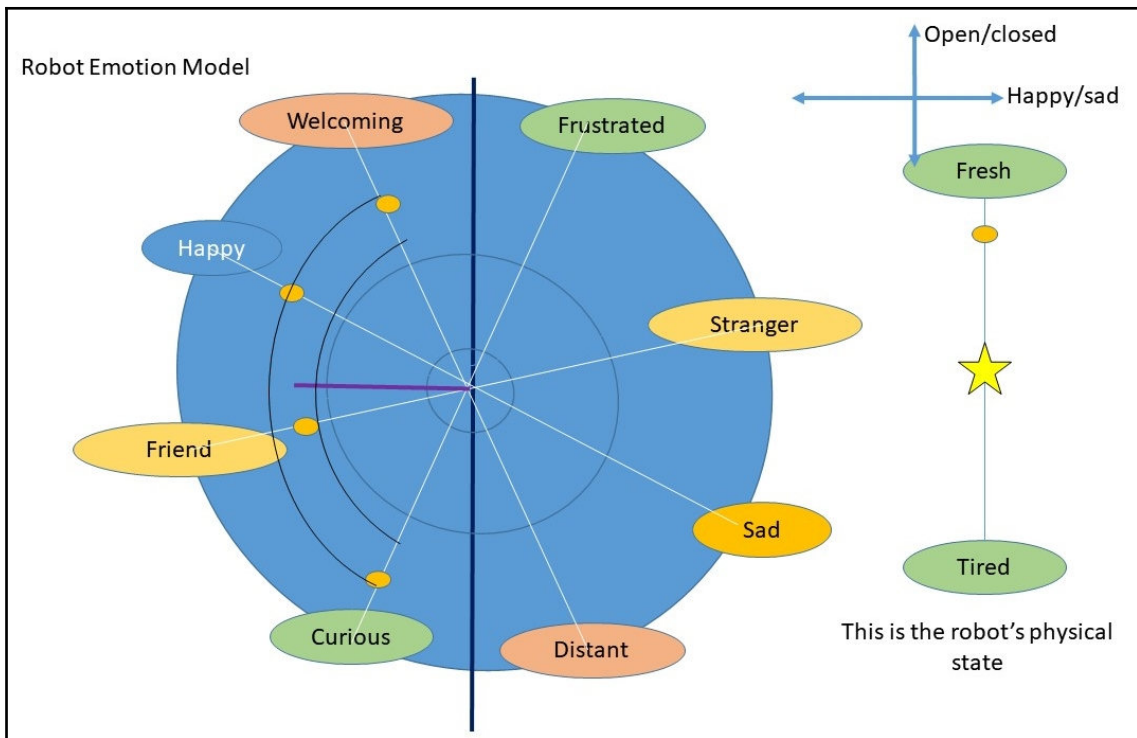 Robot Emotion Model
Open/closed
Happy/sad
Welcoming
Frustrated
Fresh
Happy
Stranger
Friend
Sad
Tired
Curious
Distant
This is the robot's physical
state